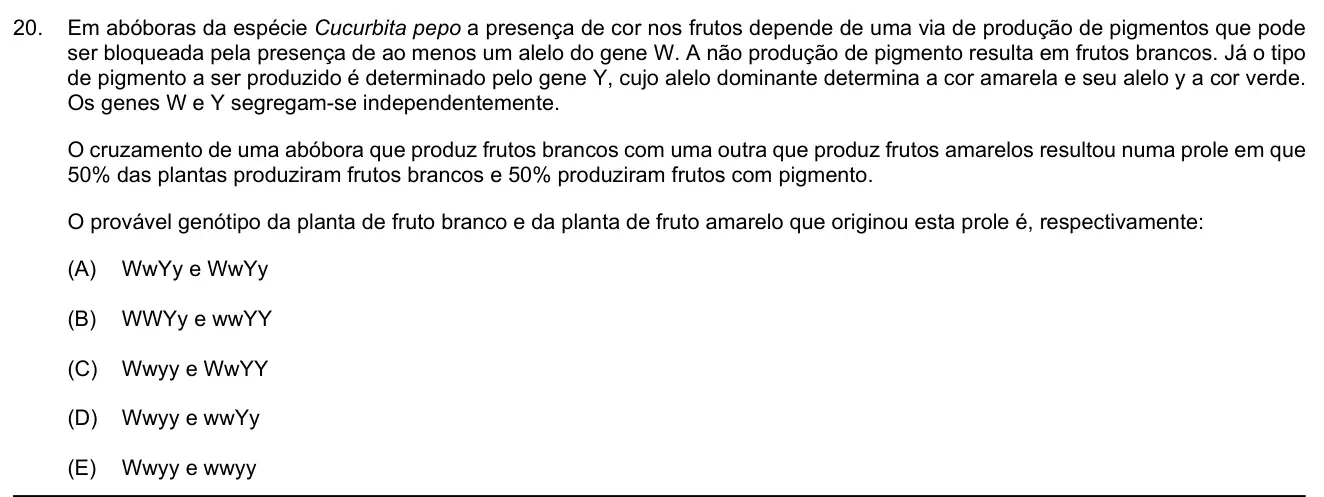 20. Em abóboras da espécie Cucurbita pepo a presença de cor nos frutos depende de uma via de produção de pigmentos que pode
ser bloqueada pela presença de ao menos um alelo do gene W. A não produção de pigmento resulta em frutos brancos. Já o tipo
de pigmento a ser produzido é determinado pelo gene Y, cujo alelo dominante determina a cor amarela e seu alelo y a cor verde.
Os genes W e Y segregam-se independentemente.
O cruzamento de uma abóbora que produz frutos brancos com uma outra que produz frutos amarelos resultou numa prole em que
50% das plantas produziram frutos brancos e 50% produziram frutos com pigmento.
O provável genótipo da planta de fruto branco e da planta de fruto amarelo que originou esta prole é, respectivamente:
(A) WwYy e WwYy
(B) WWYy e wwYY
(C) Wwyy e WwYY
(D) Wwyy e wwYy
(E) Wwyy e wwyy